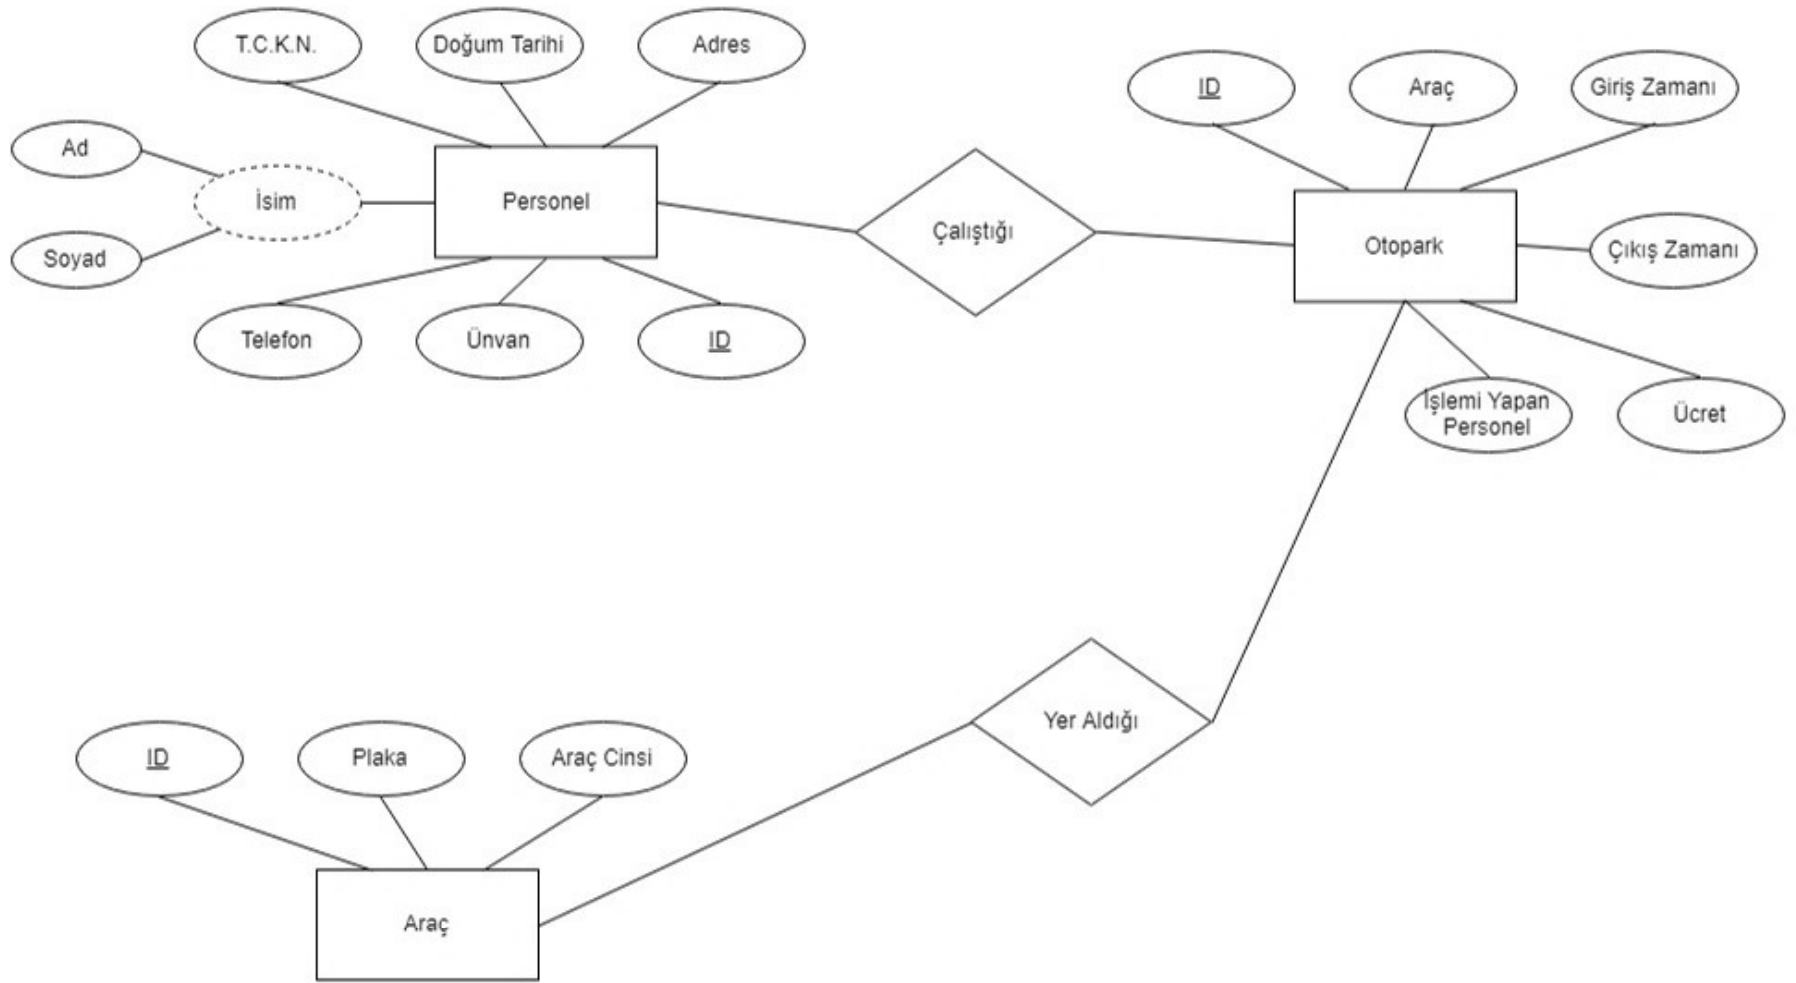 T.C.K.N.
Doğum Tarihi
Adres
Ad
İsim
Soyad
Personel
Telefon
Ünvan
ID
Çalıştığı
ID
Araç
Giriş Zamanı
Otopark
Çıkış Zamanı
İşlemi Yapan
Personel
Ücret
Yer Aldığı
ID
Plaka
Araç Cinsi
Araç